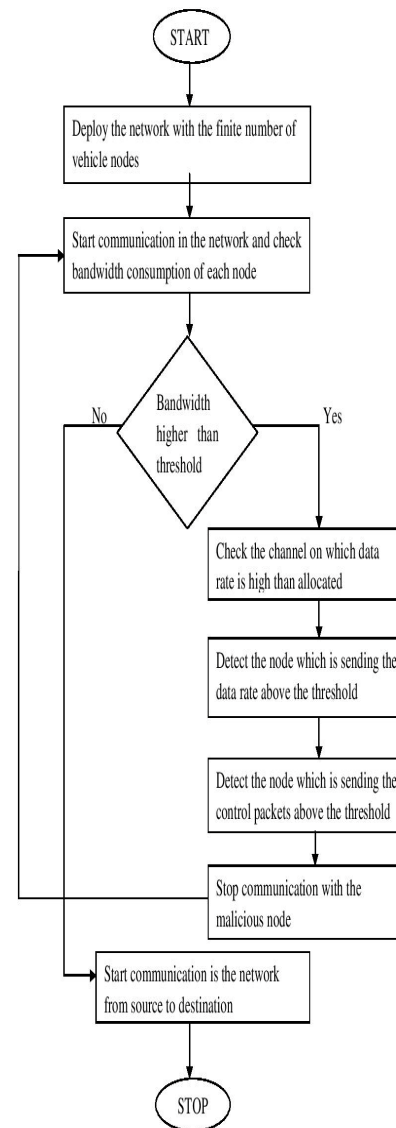 START
Deploy the network with the finite number of
vehicle nodes
Start communication in the network and check
bandwidth consumption of each node
Bandwidth
higher than
threshold
No
Yes
Check the channel on which data
rate is high than allocated
Detect the node which is sending the
data rate above the threshold
Detect the node which is sending the
control packets above the threshold
Stop communication with the
malicious node
Start communication is the network
from source to destination
STOP